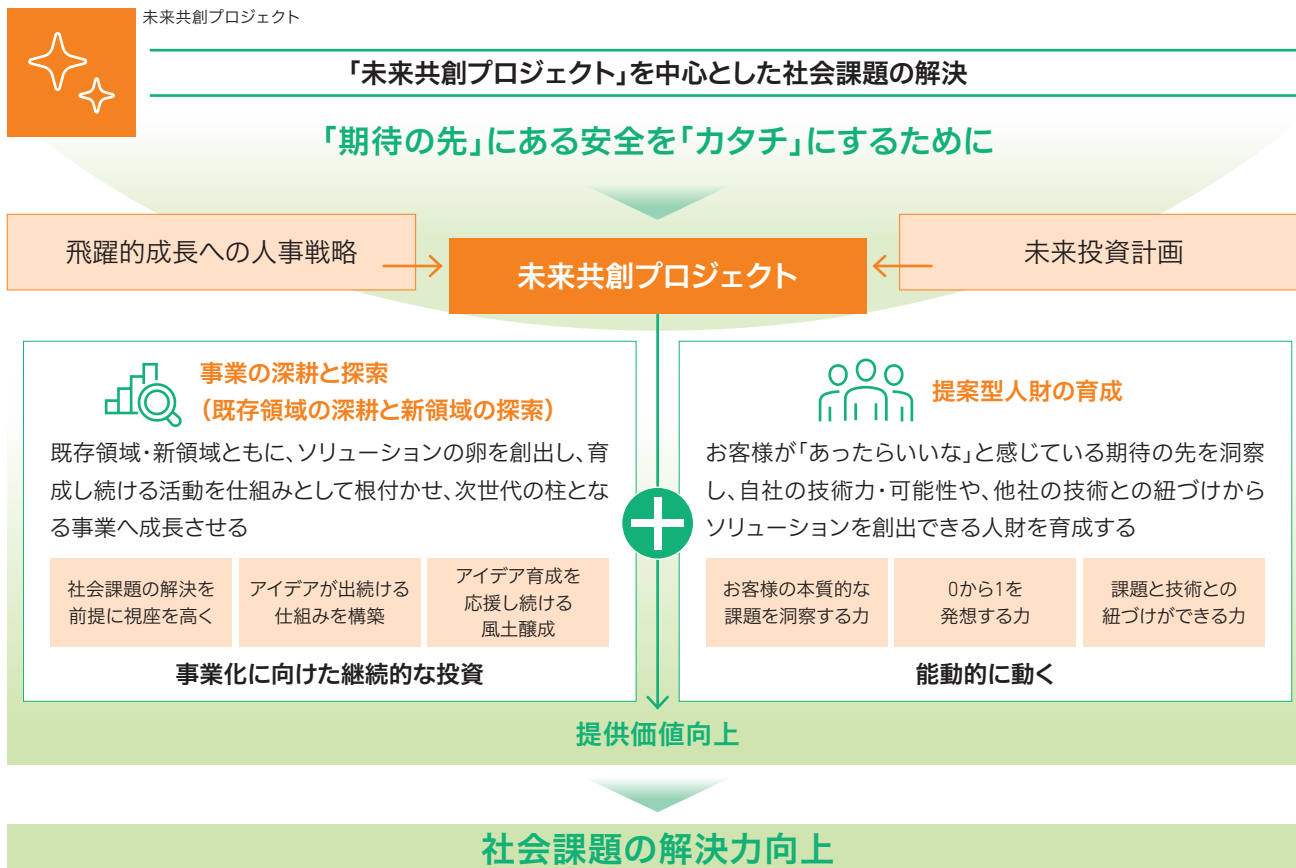 未来共創プロジェクト
「未来共創プロジェクト」を中心とした社会課題の解決
「期待の先」にある安全を「カタチ」にするために
飛躍的成長への人事戦略
未来共創プロジェクト
未来投資計画
事業の深耕と探索
（既存領域の深耕と新領域の探索）
既存領域・新領域ともに、ソリューションの卵を創出し、育
成し続ける活動を仕組みとして根付かせ、次世代の柱とな
る事業へ成長させる
社会課題の解決を
前提に視座を高く
アイデアが出続ける
仕組みを構築
アイデア育成を
応援し続ける
風土醸成
事業化に向けた継続的な投資
提案型人財の育成
お客様が「あったらいいな」と感じている期待の先を洞察
し、自社の技術力・可能性や、他社の技術との紐づけから
ソリューションを創出できる人財を育成する
お客様の本質的な
課題を洞察する力
0から1を
発想する力
課題と技術との
紐づけができる力
能動的に動く
提供価値向上
社会課題の解決力向上